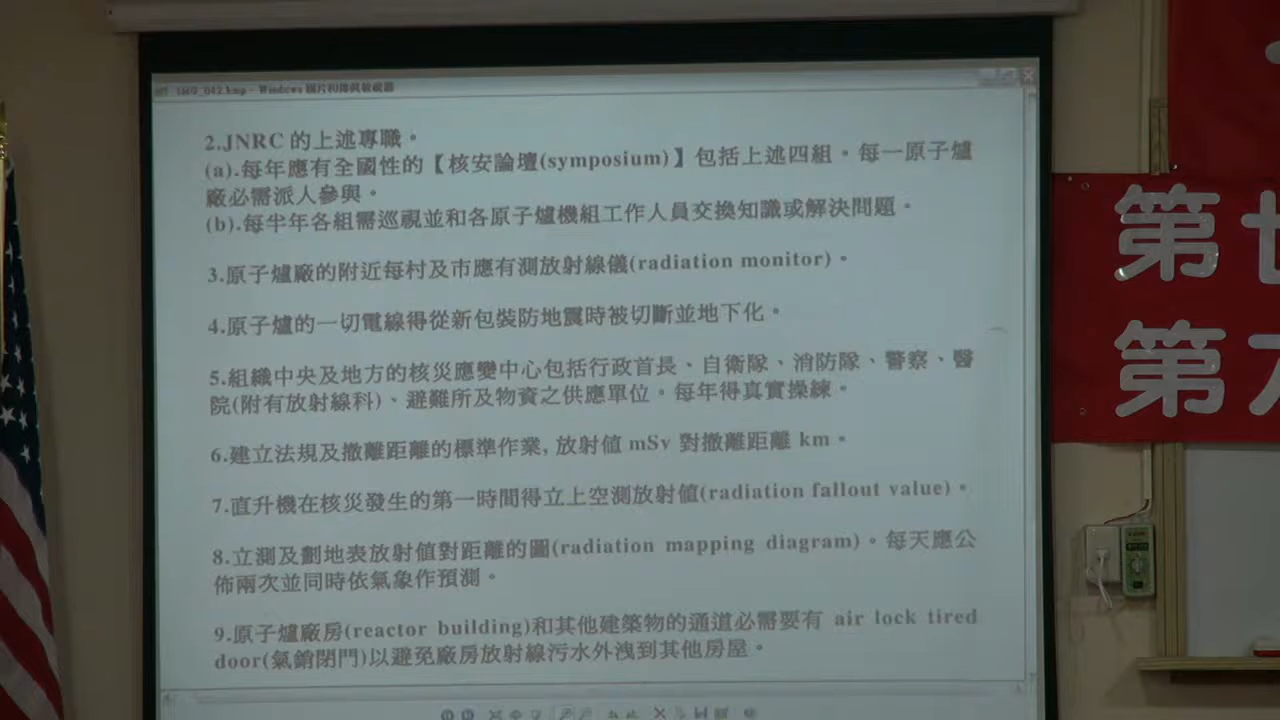 IMG_042.bmp - Windows 圖片和傳真檢視器
2.JNRC 的上述專職。
(a).每年應有全國性的【核安論壇(symposium)】包括上述四組。每一原子爐
廠必需派人參與。
(b).每半年各組需巡視並和各原子爐機組工作人員交換知識或解決問題。
3.原子爐廠的附近每村及市應有測放射線儀(radiation monitor)。
4.原子爐的一切電線得從新包裝防地震時被切斷並地下化。
5.組織中央及地方的核災應變中心包括行政首長、自衛隊、消防隊、警察、醫
院(附有放射線科)、避難所及物資之供應單位。每年得真實操練。
6.建立法規及撤離距離的標準作業, 放射值 mSv 對撤離距離 km。
7.直升機在核災發生的第一時間得立上空測放射值(radiation fallout value)。
8.立測及劃地表放射值對距離的圖(radiation mapping diagram)。每天應公
佈兩次並同時依氣象作預測。
9.原子爐廠房(reactor building)和其他建築物的通道必需要有 air lock tired
door(氣銷閉門)以避免廠房放射線污水外洩到其他房屋。
第廿
第